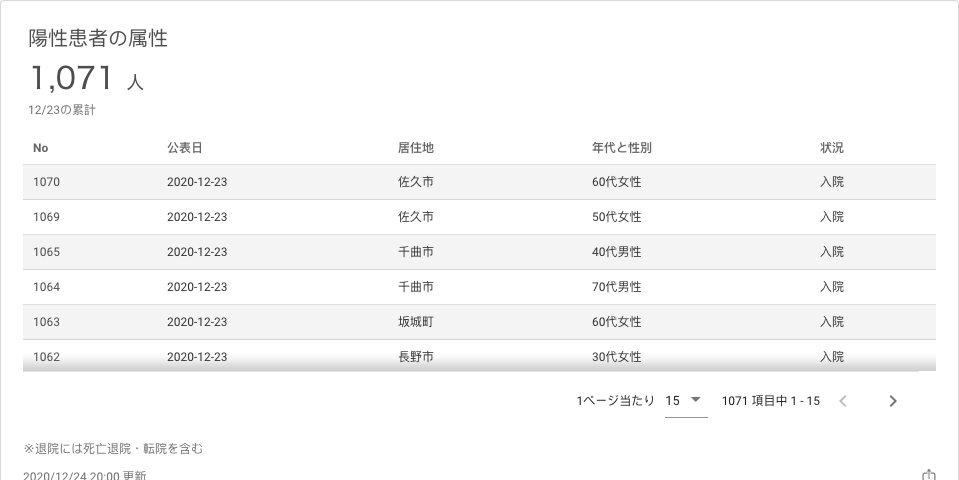 陽性患者の属性
1,071 人
12/23の累計
No 公表日 居住地 年代と性別 状況
1070 2020-12-23 佐久市 60代女性 入院
1069 2020-12-23 佐久市 50代女性 入院
1065 2020-12-23 千曲市 40代男性 入院
1064 2020-12-23 千曲市 70代男性 入院
1063 2020-12-23 坂城町 60代女性 入院
1062 2020-12-23 長野市 30代女性 入院
1ページ当たり 15 1071 項目中 1 - 15
※退院には死亡退院・転院を含む
2020/12/24 20:00 更新